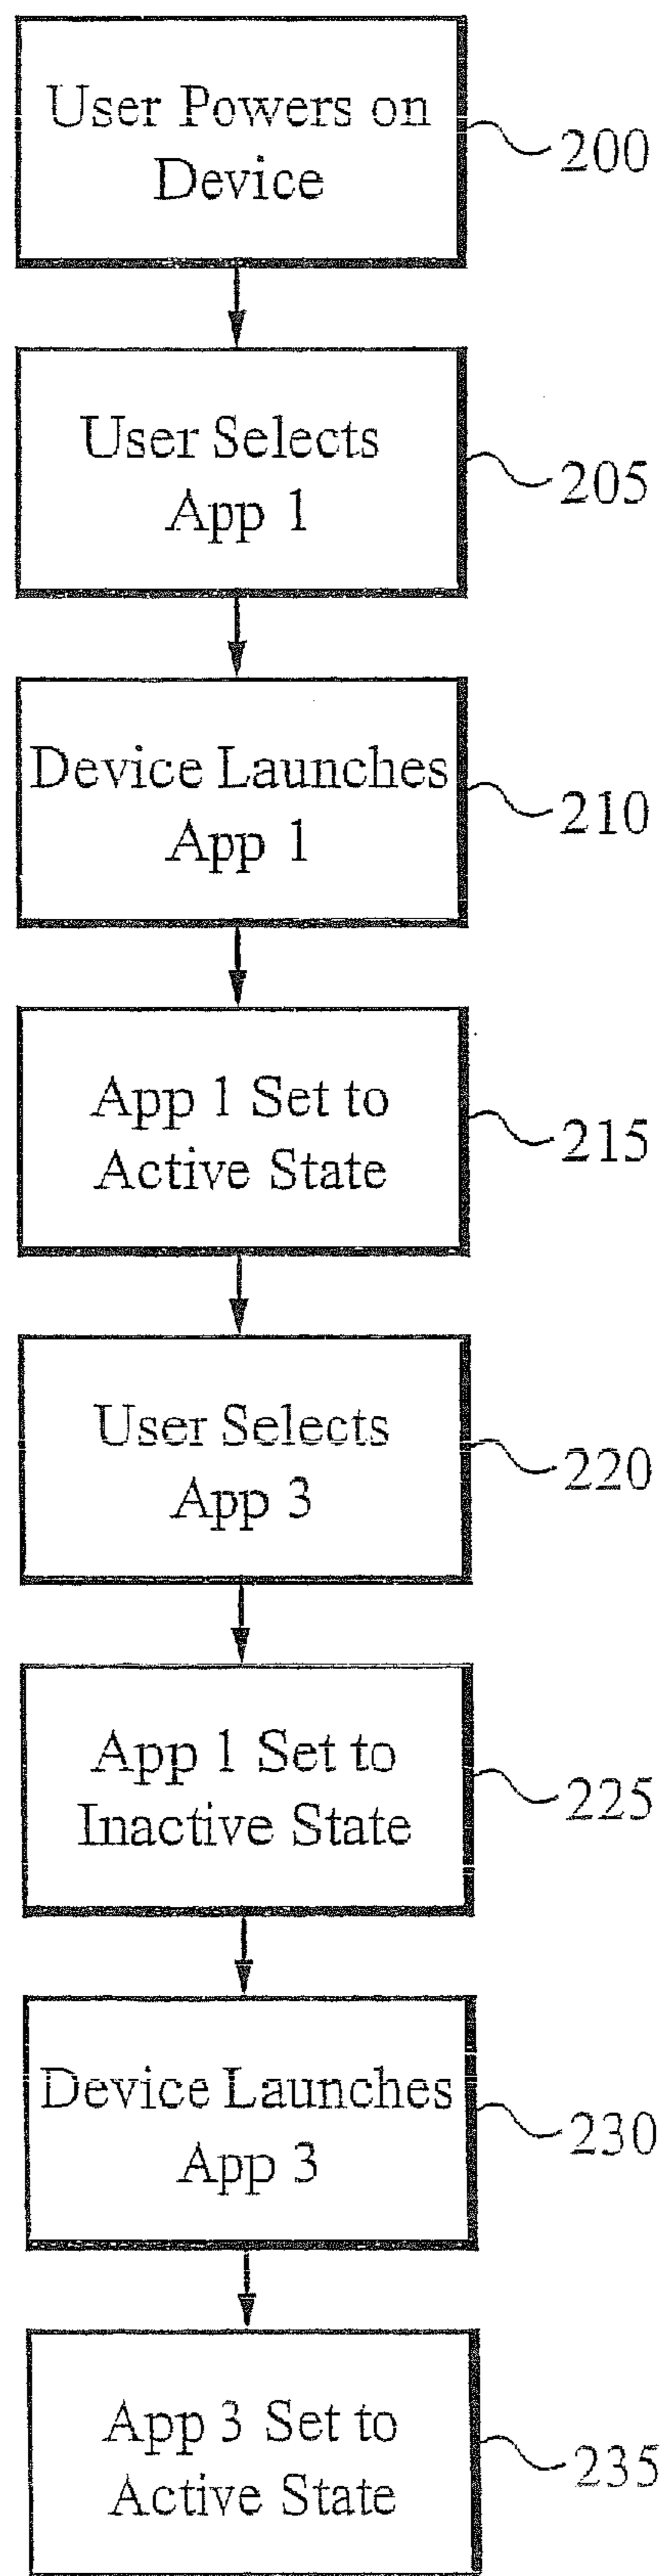 User Powers on
Device
200
User Selects
App 1
205
Device Launches
App 1
210
App 1 Set to
Active State
215
User Selects
App 3
220
App 1 Set to
Inactive State
225
Device Launches
App 3
230
App 3 Set to
Active State
235